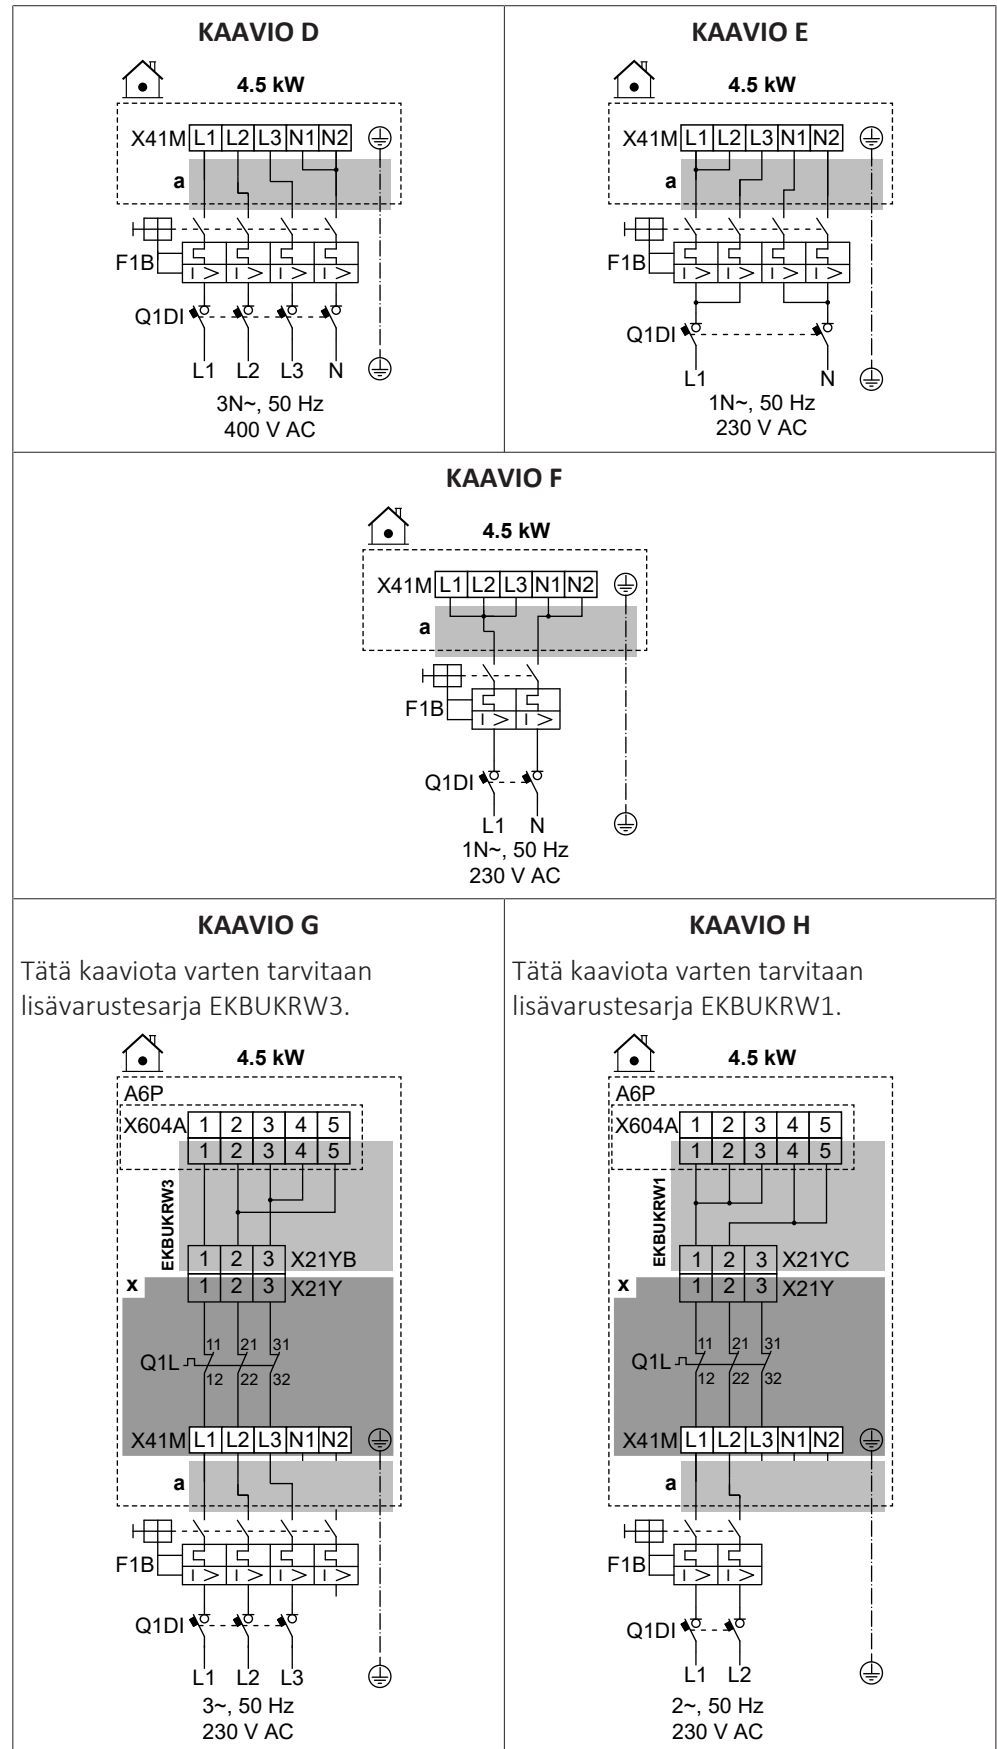 KAAVIO D
4.5 kW
X41M L1 L2 L3 N1 N2
a
F1B
I > I > I > I >
Q1DI
L1 L2 L3 N
3N~, 50 Hz
400 V AC
KAAVIO E
4.5 kW
X41M L1 L2 L3 N1 N2
a
F1B
I > I > I > I >
Q1DI
L1 N
1N~, 50 Hz
230 V AC
KAAVIO F
4.5 kW
X41M L1 L2 L3 N1 N2
a
F1B
I > I >
Q1DI
L1 N
1N~, 50 Hz
230 V AC
KAAVIO G
Tätä kaaviota varten tarvitaan
lisävarustesarja EKBUKRW3.
4.5 kW
A6P
X604A 1 2 3 4 5
1 2 3 4 5
EKBUKRW3
1 2 3 X21YB
x
1 2 3 X21Y
11 21 31
Q1L
12 22 32
X41M L1 L2 L3 N1 N2
a
F1B
I > I > I > I >
Q1DI
L1 L2 L3
3~, 50 Hz
230 V AC
KAAVIO H
Tätä kaaviota varten tarvitaan
lisävarustesarja EKBUKRW1.
4.5 kW
A6P
X604A 1 2 3 4 5
1 2 3 4 5
EKBUKRW1
1 2 3 X21YC
x
1 2 3 X21Y
11 21 31
Q1L
12 22 32
X41M L1 L2 L3 N1 N2
a
F1B
I > I >
Q1DI
L1 L2
2~, 50 Hz
230 V AC